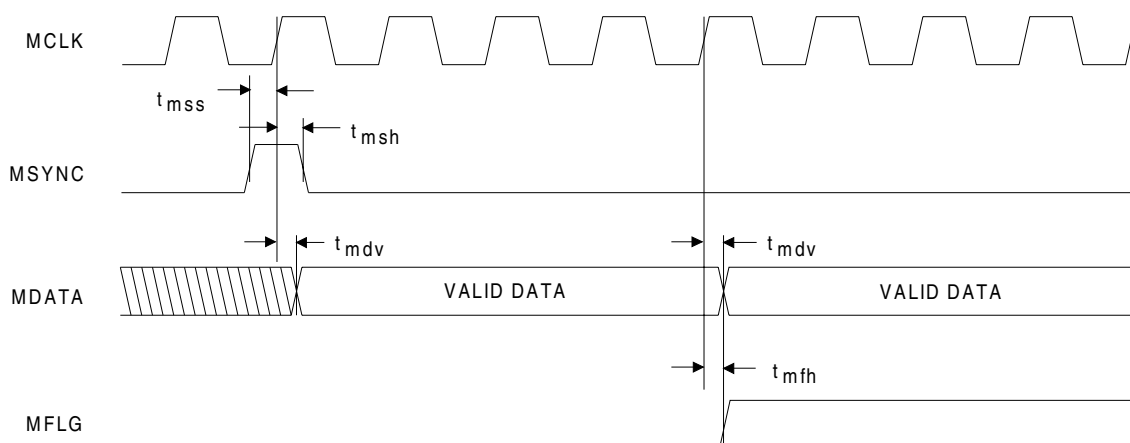 MCLK
t mss
t msh
MSYNC
t mdv
t mdv
MDATA
VALID DATA
VALID DATA
t mfh
MFLG